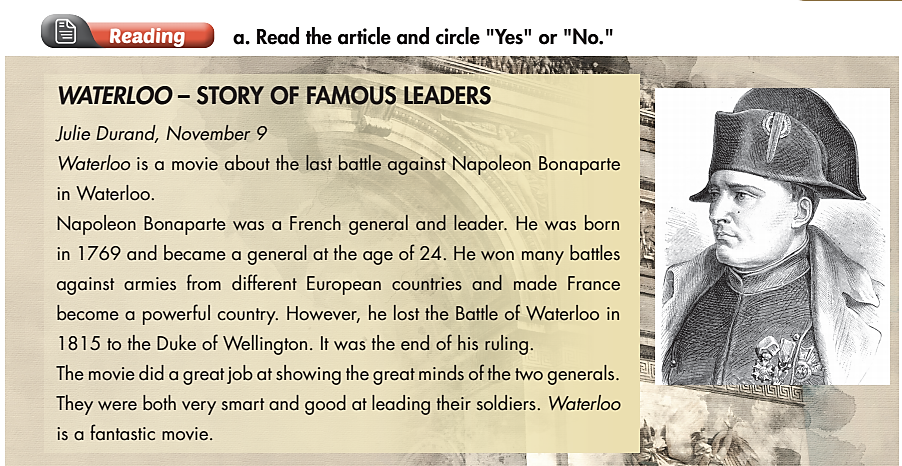 Reading
a. Read the article and circle "Yes" or "No."
WATERLOO – STORY OF FAMOUS LEADERS
Julie Durand, November 9
Waterloo is a movie about the last battle against Napoleon Bonaparte
in Waterloo.
Napoleon Bonaparte was a French general and leader. He was born
in 1769 and became a general at the age of 24. He won many battles
against armies from different European countries and made France
become a powerful country. However, he lost the Battle of Waterloo in
1815 to the Duke of Wellington. It was the end of his ruling.
The movie did a great job at showing the great minds of the two generals.
They were both very smart and good at leading their soldiers. Waterloo
is a fantastic movie.